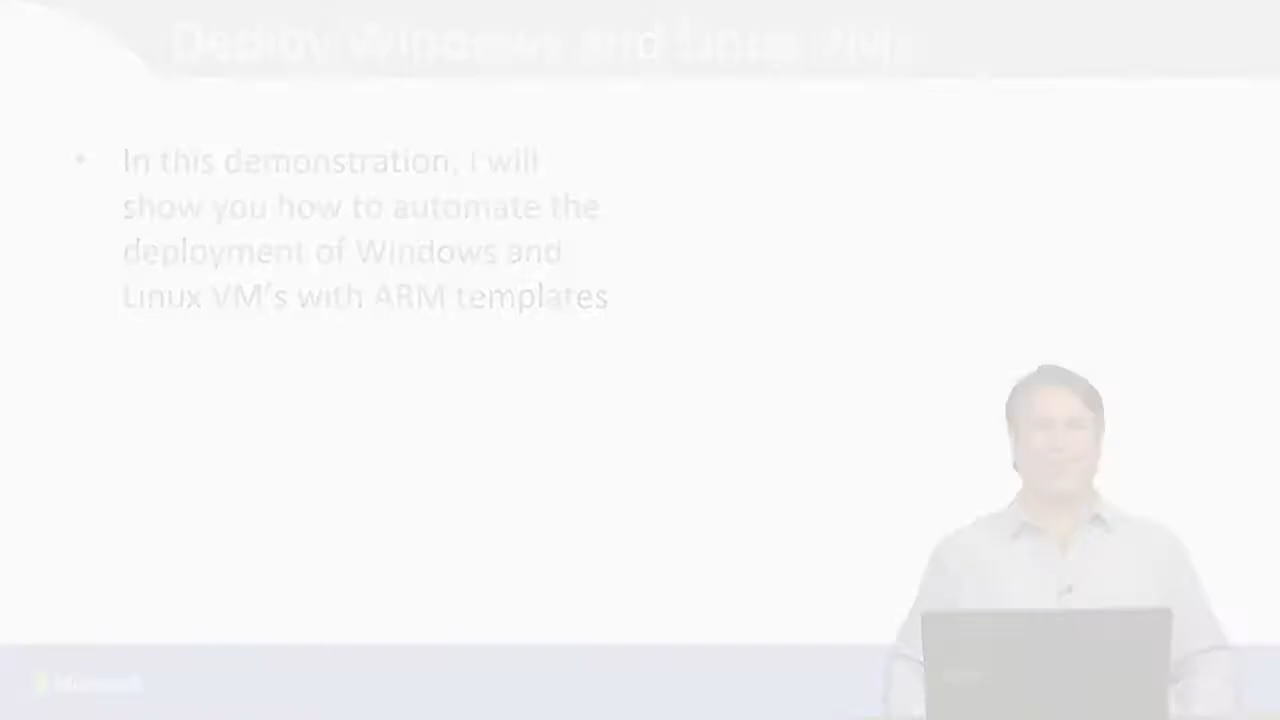 Deploy Windows and Linux VMs
• In this demonstration, I will
show you how to automate the
deployment of Windows and
Linux VM's with ARM templates
Microsoft